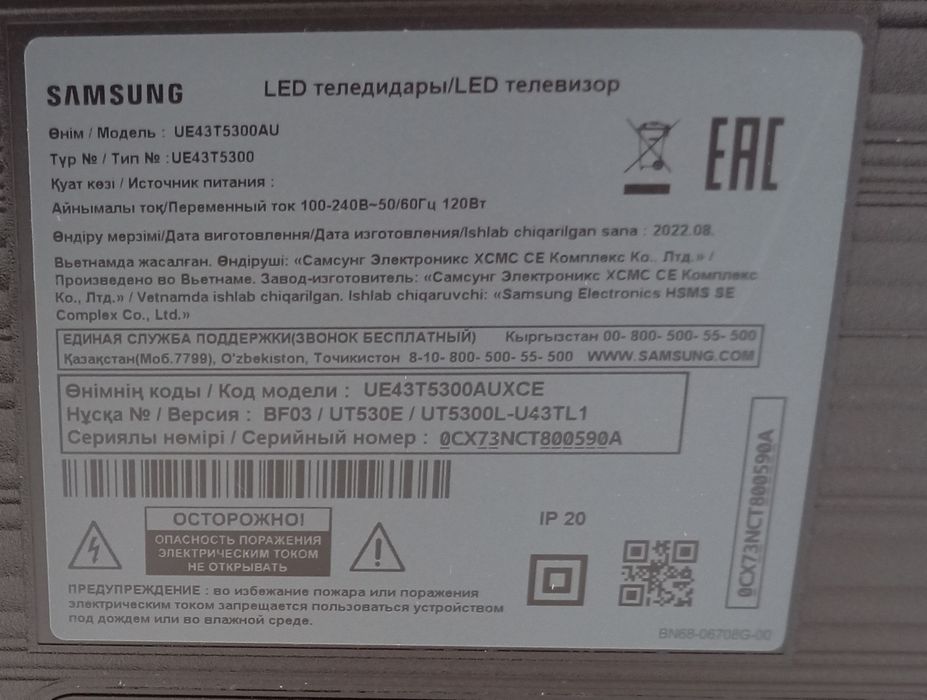 SAMSUNG
LED теледидары/LED телевизор
Өнім / Модель : UE43T5300AU
Түр № / Тип № :UE43T5300
Қуат көзі / Источник питания :
Айнымалы тоқ/Переменный ток 100-240В~50/60Гц 120Вт
EAC
Өндіру мерзімі/Дата виготовлення/Дата изготовления/Ishlab chiqarilgan sana : 2022.08.
Вьетнамда жасалған. Өндіруші: «Самсунг Электроникс ХСМС СЕ Комплекс Ко., Лтд.» /
Произведено во Вьетнаме. Завод-изготовитель: «Самсунг Электроникс ХСМС СЕ Комплекс
Ко., Лтд.» / Vetnamda ishlab chiqarilgan. Ishlab chiqaruvchi: «Samsung Electronics HSMS SE
Complex Co., Ltd.»
ЕДИНАЯ СЛУЖБА ПОДДЕРЖКИ(ЗВОНОК БЕСПЛАТНЫЙ) Кыргызстан 00- 800- 500- 55- 500
Қазақстан(Моб.7799), O'zbekiston, Точикистон 8-10- 800- 500- 55- 500 WWW.SAMSUNG.COM
Өнімнің коды / Код модели : UE43T5300AUXCE
Нұсқа № / Версия : BF03 / UT530E / UT5300L-U43TL1
Сериялы нөмірі / Серийный номер : 0CX73NCT800590A
0CX73NCT800590A
ОСТОРОЖНО!
ОПАСНОСТЬ ПОРАЖЕНИЯ
ЭЛЕКТРИЧЕСКИМ ТОКОМ
НЕ ОТКРЫВАТЬ
IP 20
ПРЕДУПРЕЖДЕНИЕ : во избежание пожара или поражения
электрическим током запрещается пользоваться устройством
под дождем или во влажной среде.
BN68-06708G-00